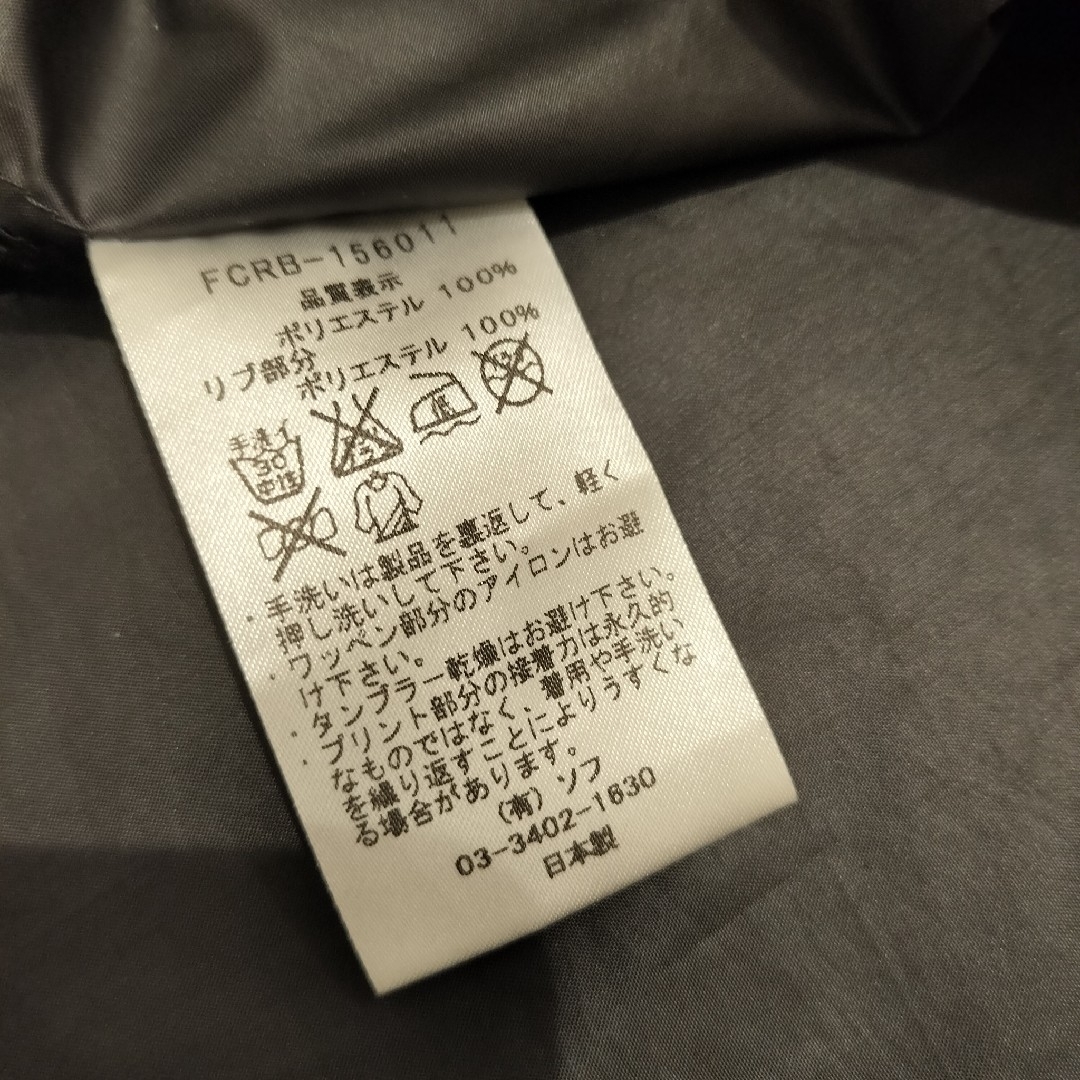 FCRB-156011
品質表示
ポリエステル 100%
リブ部分
ポリエステル 100%
手洗イ
30
中性
エンソ
サラシ
低
・手洗いは製品を裏返して、軽く
押し洗いして下さい。
・ワッペン部分のアイロンはお避
け下さい。
・タンブラー乾燥はお避け下さい。
・プリント部分の接着力は永久的
なものではなく、着用や手洗い
を繰り返すことによりうすくな
る場合があります。
(有)ソフ
03-3402-1630
日本製